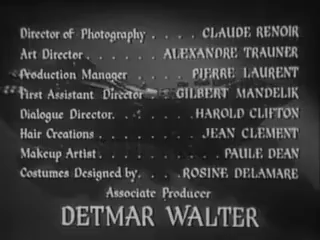 Director of Photography . . . . CLAUDE RENOIR
Art Director . . . . . . ALEXANDRE TRAUNER
Production Manager . . . . PIERRE LAURENT
First Assistant Director . . GILBERT MANDELIK
Dialogue Director. . . . . . HAROLD CLIFTON
Hair Creations . . . . . . . JEAN CLEMENT
Makeup Artist . . . . . . . . PAULE DEAN
Costumes Designed by. . . ROSINE DELAMARE
Associate Producer
DETMAR WALTER